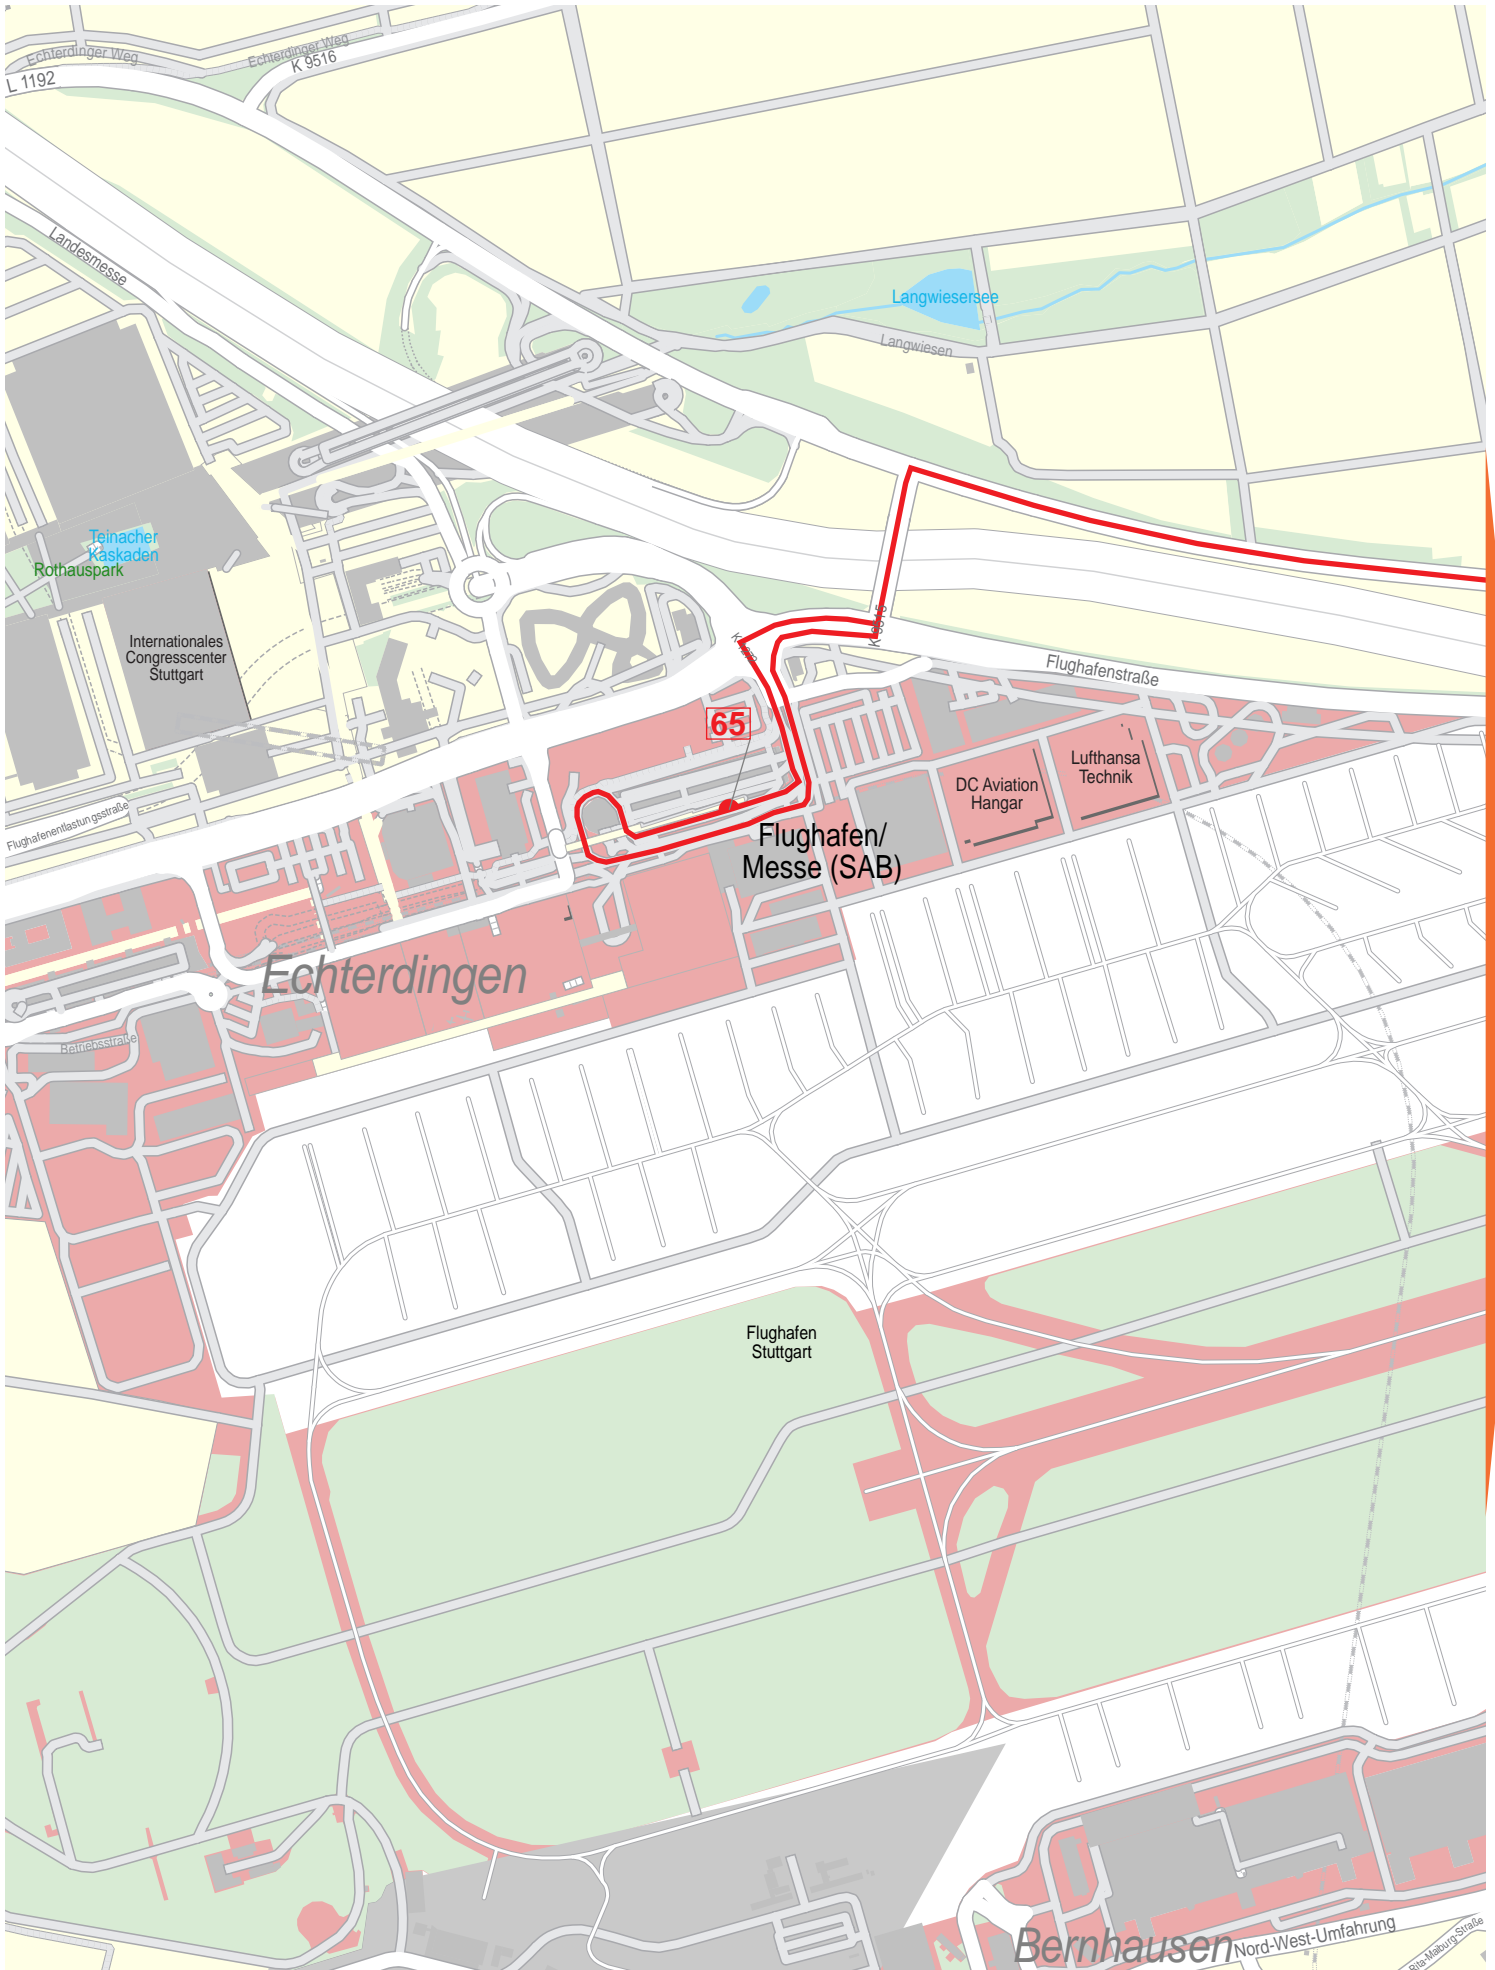 Echterdinger Weg
Echterdinger Weg
K 9516
L 1192
Landesmesse
Langwiesersee
Langwiesen
Teinacher
Kaskaden
Rothauspark
Internationales
Congresscenter
Stuttgart
Flughafenstraße
65
Lufthansa
Technik
DC Aviation
Hangar
Flughafenentlastungsstraße
Flughafen/
Messe (SAB)
Echterdingen
Betriebsstraße
Flughafen
Stuttgart
Bernhausen
Nord-West-Umfahrung
Rita-Maiburg-Straße